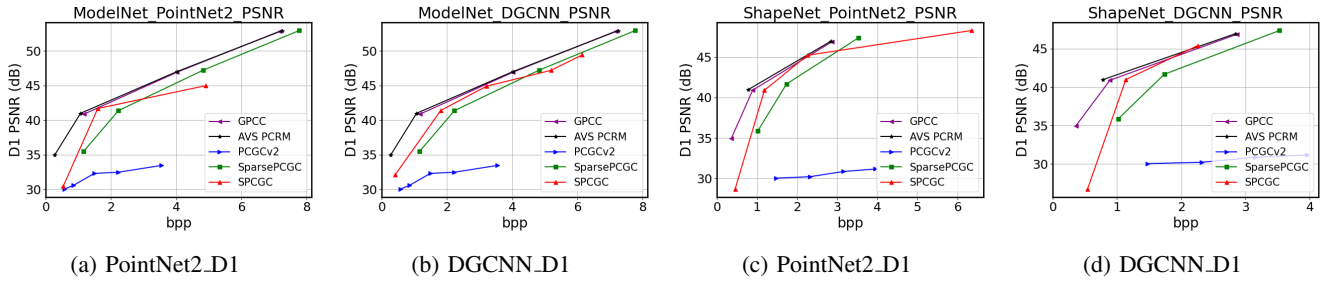 ModelNet_PointNet2_PSNR
D1 PSNR (dB)
50
45
40
35
30
0
2
4
6
8
bpp
GPCC
AVS PCRM
PCGCv2
SparsePCGC
SPCGC
(a) PointNet2_D1
ModelNet_DGCNN_PSNR
D1 PSNR (dB)
50
45
40
35
30
0
2
4
6
8
bpp
GPCC
AVS PCRM
PCGCv2
SparsePCGC
SPCGC
(b) DGCNN_D1
ShapeNet_PointNet2_PSNR
D1 PSNR (dB)
45
40
35
30
0
1
2
3
4
5
6
bpp
GPCC
AVS PCRM
PCGCv2
SparsePCGC
SPCGC
(c) PointNet2_D1
ShapeNet_DGCNN_PSNR
D1 PSNR (dB)
45
40
35
30
0
1
2
3
4
bpp
GPCC
AVS PCRM
PCGCv2
SparsePCGC
SPCGC
(d) DGCNN_D1